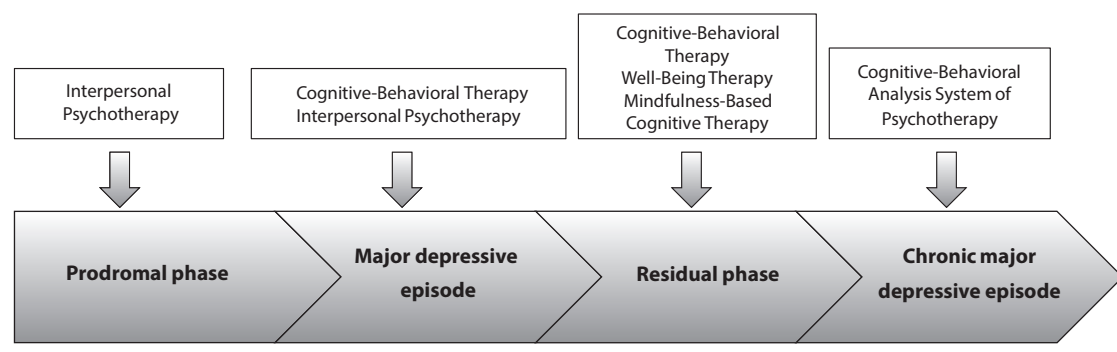 Interpersonal
Psychotherapy
Cognitive-Behavioral Therapy
Interpersonal Psychotherapy
Cognitive-Behavioral
Therapy
Well-Being Therapy
Mindfulness-Based
Cognitive Therapy
Cognitive-Behavioral
Analysis System of
Psychotherapy
Prodromal phase
Major depressive
episode
Residual phase
Chronic major
depressive episode